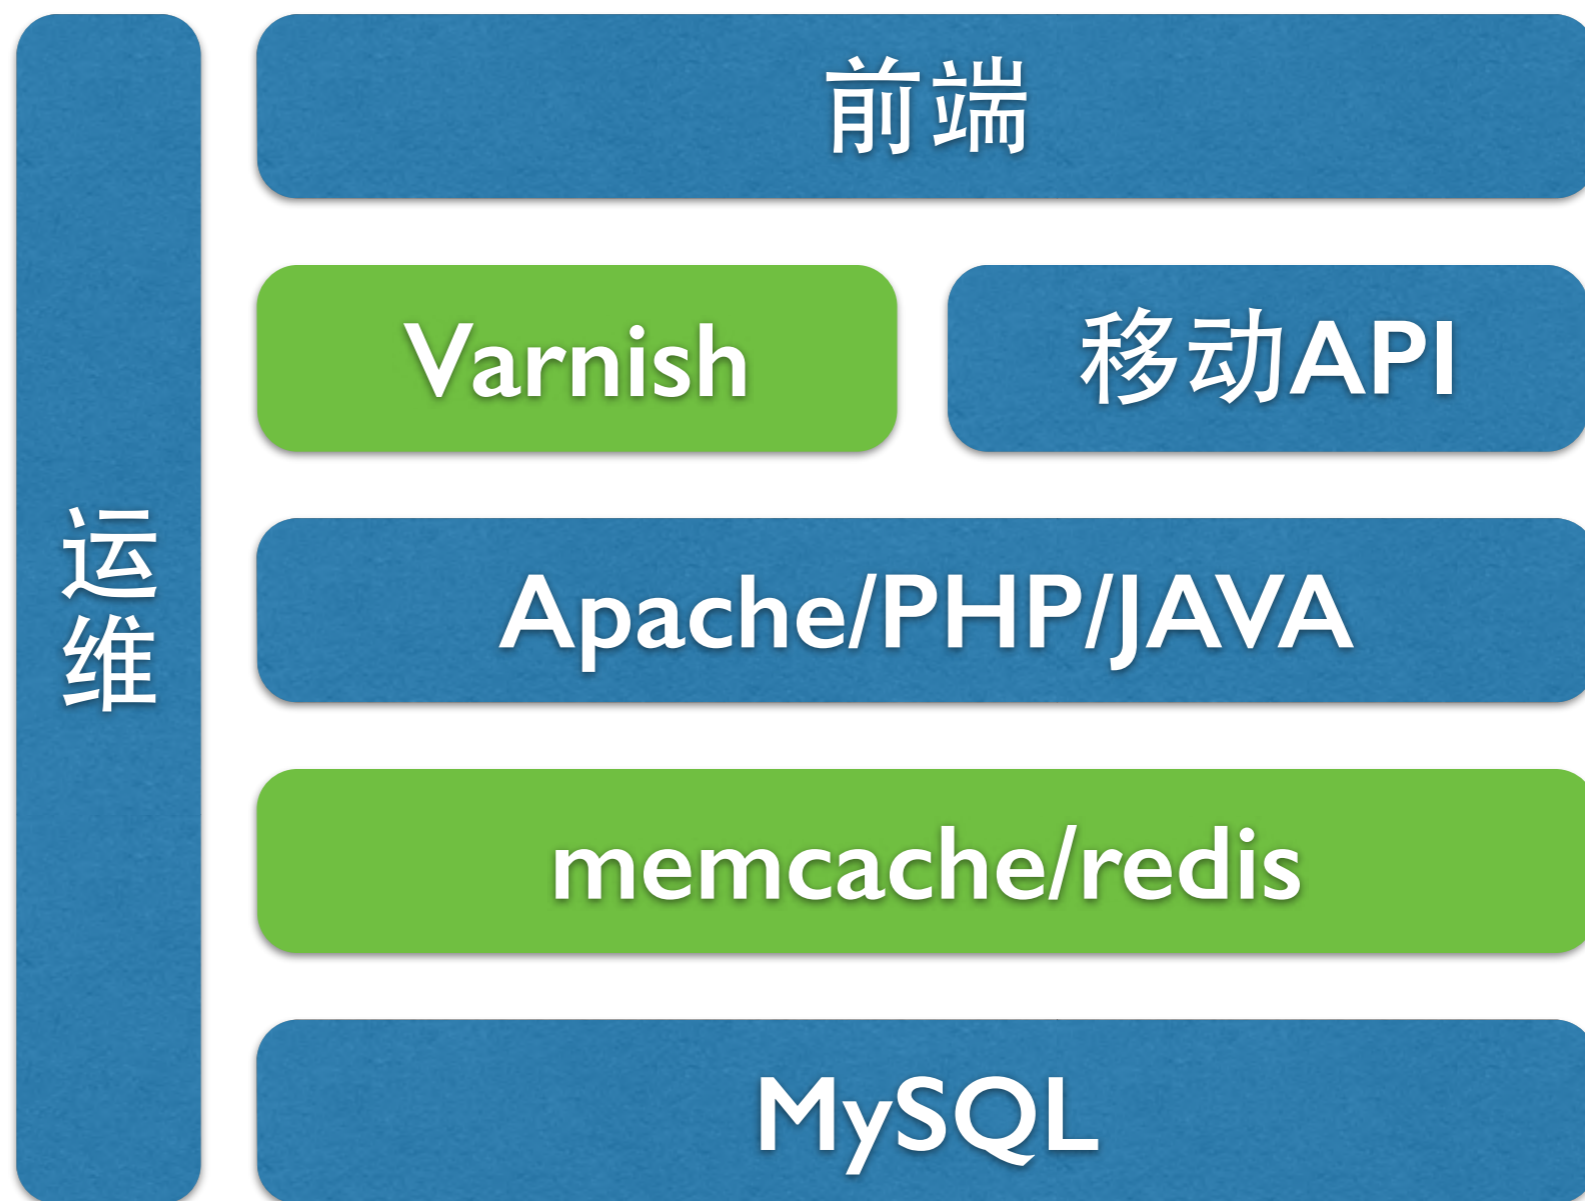 前端
Varnish
移动API
运维
Apache/PHP/JAVA
memcache/redis
MySQL